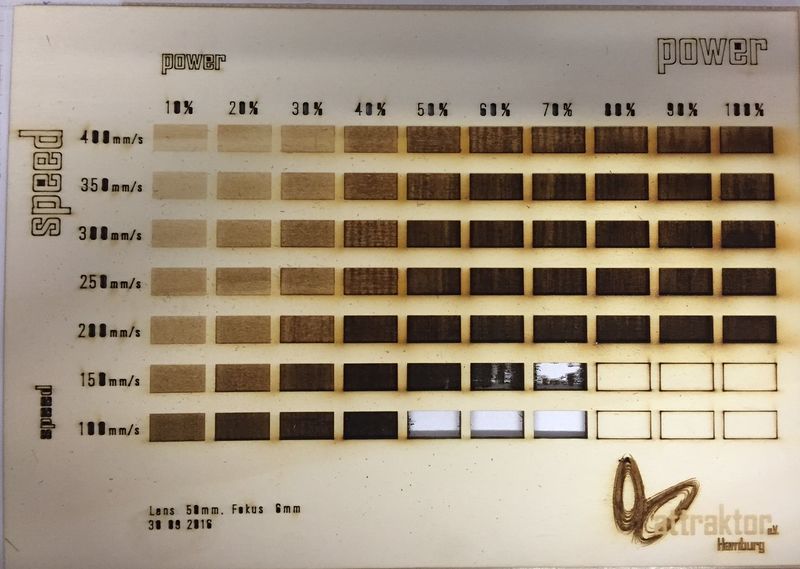 power power
10% 20% 30% 40% 50% 60% 70% 80% 90% 100%
speed
400mm/s
350mm/s
300mm/s
250mm/s
200mm/s
150mm/s
speed
100mm/s
Lens 50mm, Fokus 6mm
30 09 2016
attraktor e.V.
Hamburg